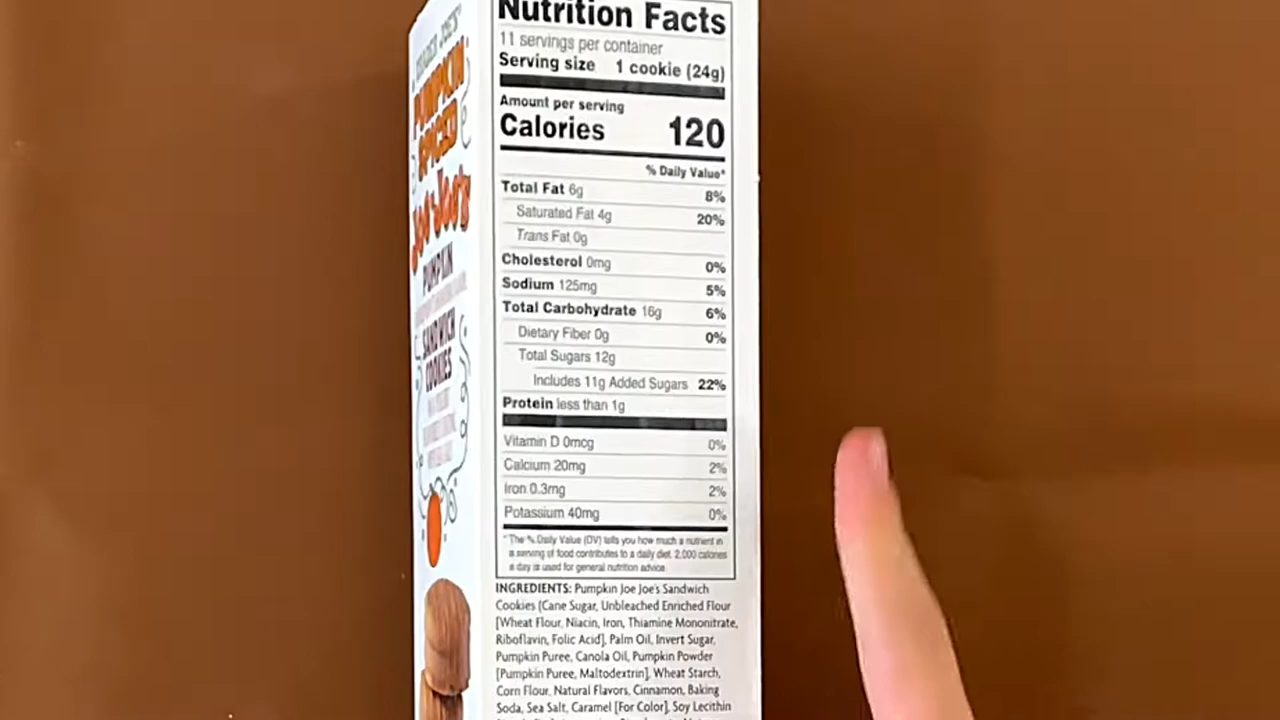 TRADER JOE'S
PUMPKIN
SPICED
Joe-Joe's
PUMPKIN
SANDWICH
COOKIES
Nutrition Facts
11 servings per container
Serving size 1 cookie (24g)
Amount per serving
Calories 120
% Daily Value*
Total Fat 6g 8%
Saturated Fat 4g 20%
Trans Fat 0g
Cholesterol 0mg 0%
Sodium 125mg 5%
Total Carbohydrate 16g 6%
Dietary Fiber 0g 0%
Total Sugars 12g
Includes 11g Added Sugars 22%
Protein less than 1g
Vitamin D 0mcg 0%
Calcium 20mg 2%
Iron 0.3mg 2%
Potassium 40mg 0%
*The % Daily Value (DV) tells you how much a nutrient in
a serving of food contributes to a daily diet. 2,000 calories
a day is used for general nutrition advice.
INGREDIENTS: Pumpkin Joe Joe's Sandwich
Cookies (Cane Sugar, Unbleached Enriched Flour
[Wheat Flour, Niacin, Iron, Thiamine Mononitrate,
Riboflavin, Folic Acid], Palm Oil, Invert Sugar,
Pumpkin Puree, Canola Oil, Pumpkin Powder
[Pumpkin Puree, Maltodextrin], Wheat Starch,
Corn Flour, Natural Flavors, Cinnamon, Baking
Soda, Sea Salt, Caramel [For Color], Soy Lecithin